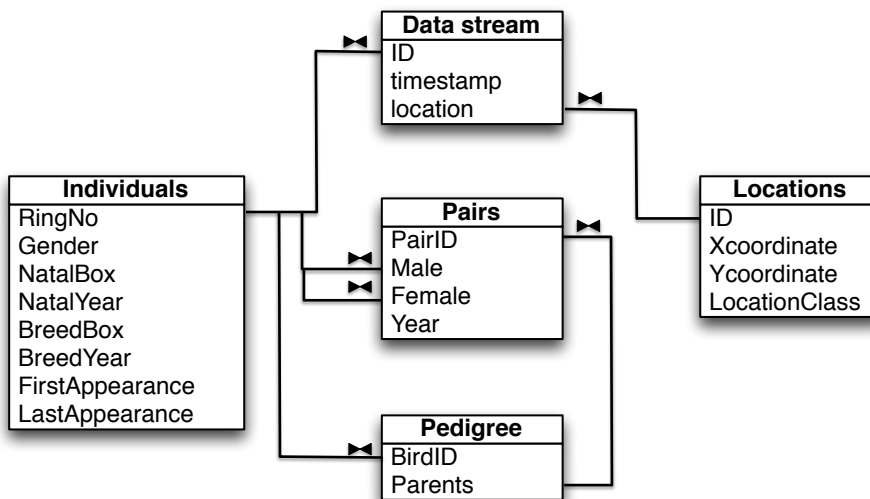 Data stream
ID
timestamp
location
Individuals
RingNo
Gender
NatalBox
NatalYear
BreedBox
BreedYear
FirstAppearance
LastAppearance
Pairs
PairID
Male
Female
Year
Locations
ID
Xcoordinate
Ycoordinate
LocationClass
Pedigree
BirdID
Parents